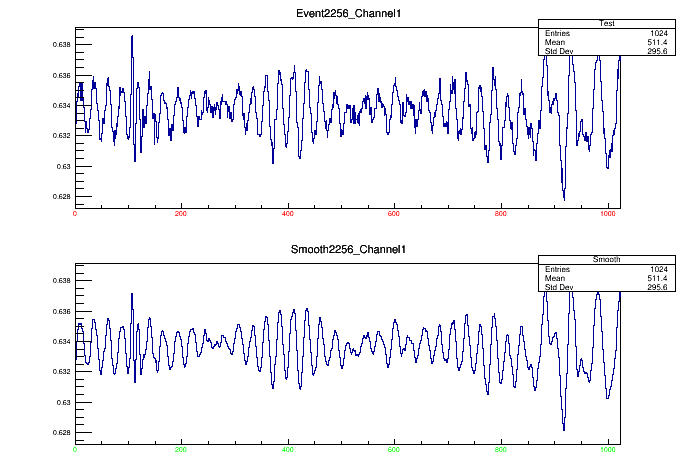 Event2256_Channel1
Test
Entries 1024
Mean 511.4
Std Dev 295.6
0.638
0.636
0.634
0.632
0.63
0.628
0 200 400 600 800 1000
Smooth2256_Channel1
Smooth
Entries 1024
Mean 511.4
Std Dev 295.6
0.638
0.636
0.634
0.632
0.63
0.628
0 200 400 600 800 1000